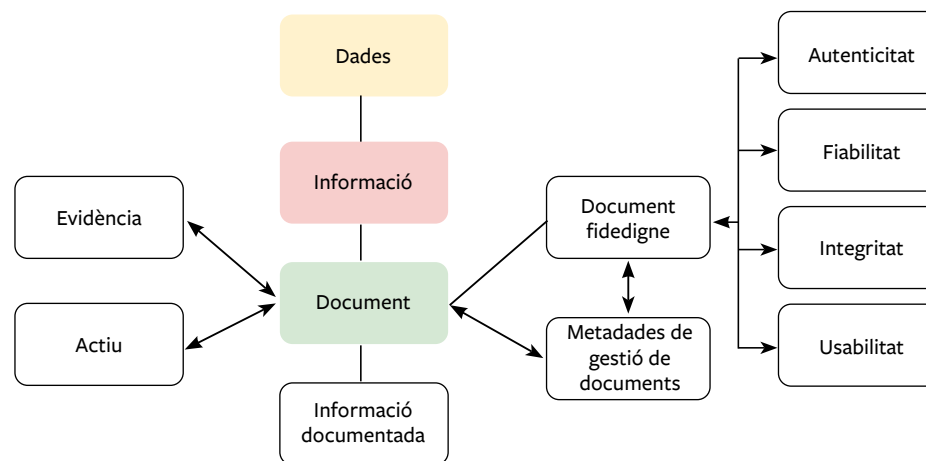 Dades
Informació
Document
Informació
documentada
Evidència
Actiu
Document
fidedigne
Metadades de
gestió de
documents
Autenticitat
Fiabilitat
Integritat
Usabilitat